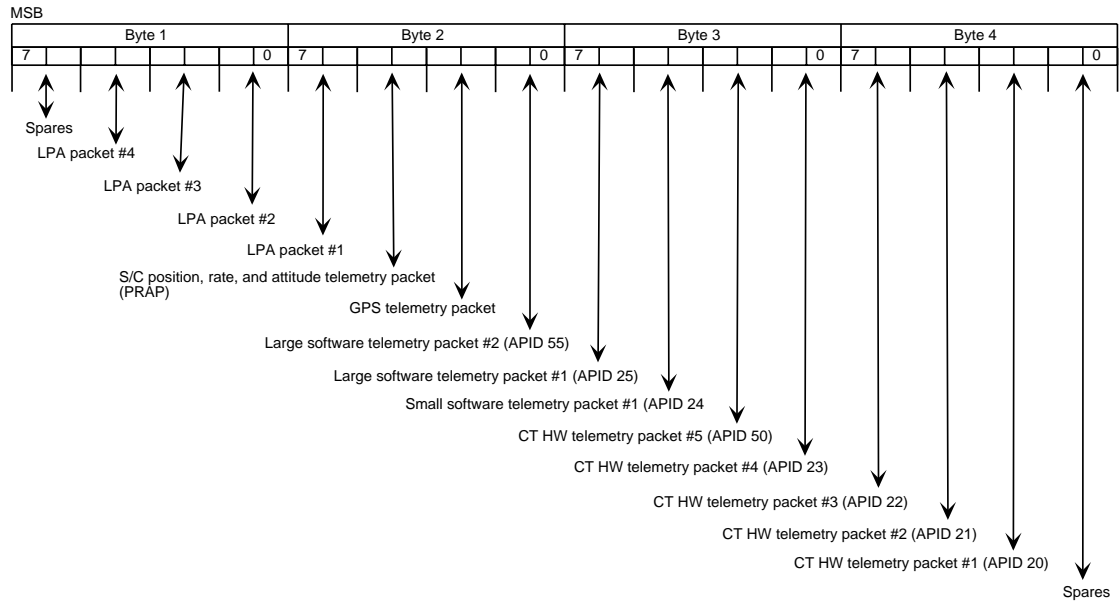 MSB
Byte 1 Byte 2 Byte 3 Byte 4
7 0 7 0 7 0 7 0
Spares
LPA packet #4
LPA packet #3
LPA packet #2
LPA packet #1
S/C position, rate, and attitude telemetry packet
(PRAP)
GPS telemetry packet
Large software telemetry packet #2 (APID 55)
Large software telemetry packet #1 (APID 25)
Small software telemetry packet #1 (APID 24
CT HW telemetry packet #5 (APID 50)
CT HW telemetry packet #4 (APID 23)
CT HW telemetry packet #3 (APID 22)
CT HW telemetry packet #2 (APID 21)
CT HW telemetry packet #1 (APID 20)
Spares